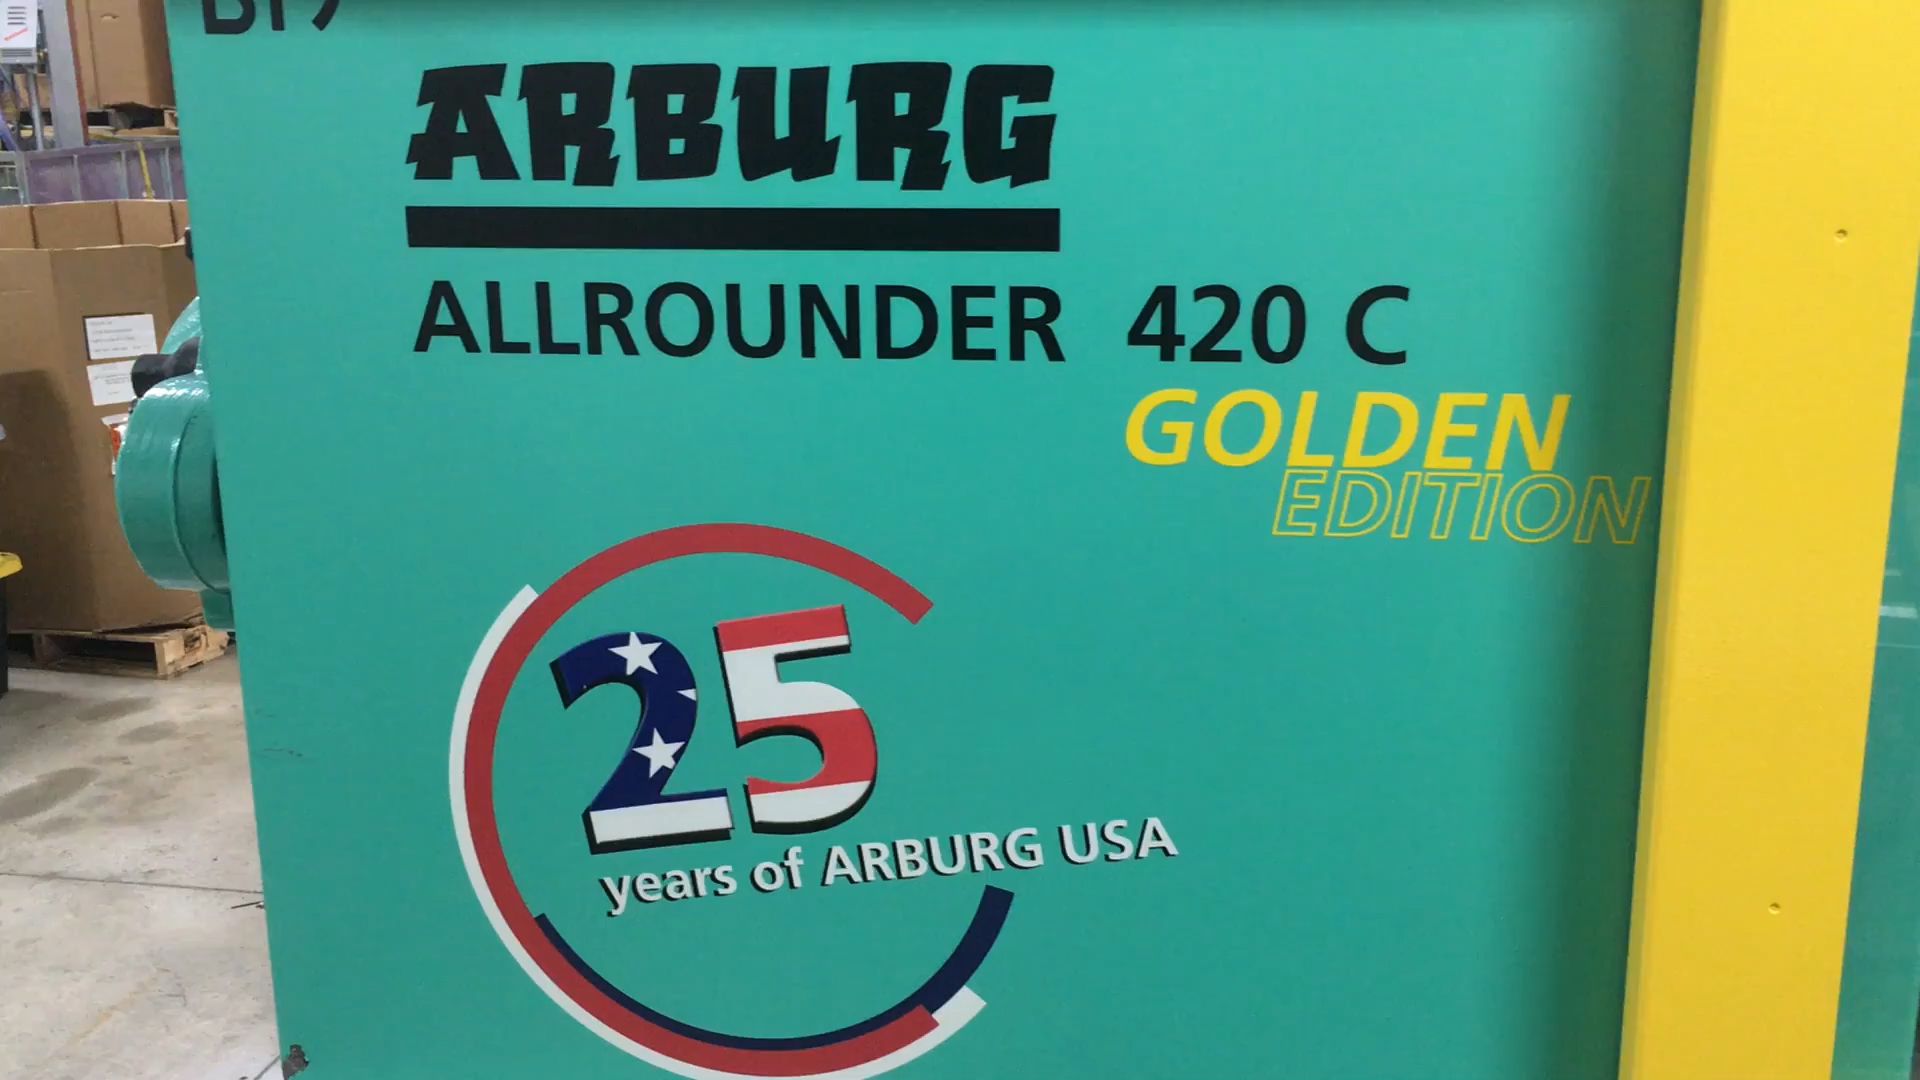 ARBURG
ALLROUNDER 420 C
GOLDEN
EDITION
25
years of ARBURG USA